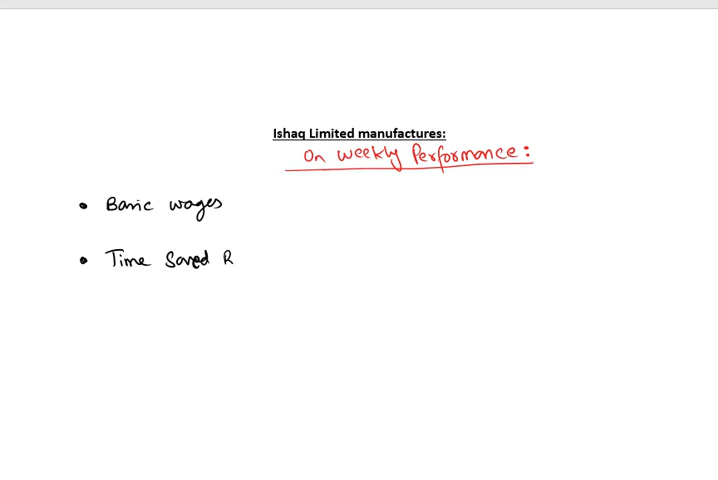 Ishaq Limited manufactures:
On Weekly Performance:
• Basic wages
• Time Saved R